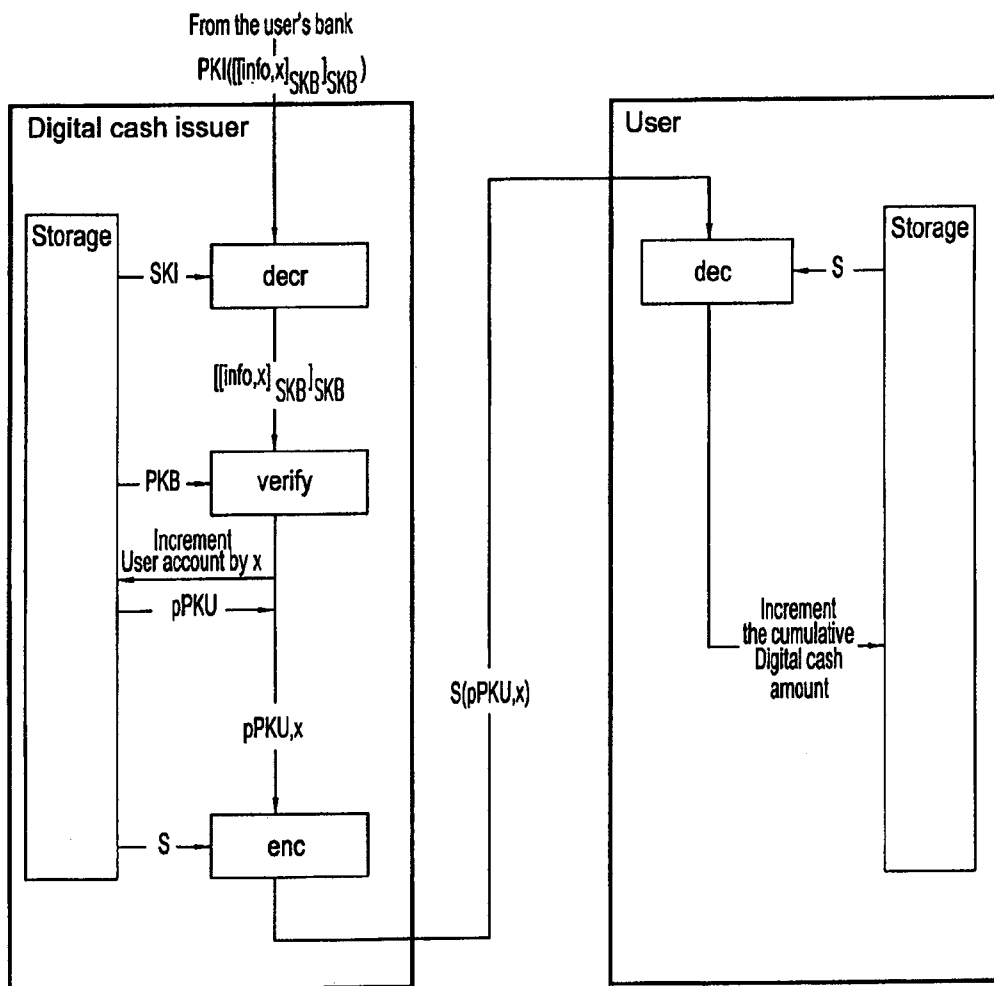 From the user's bank
PKI([[info,x]SKB]SKB)
Digital cash issuer
Storage
SKI
decr
[[info,x]SKB]SKB
PKB
verify
Increment
User account by x
pPKU
pPKU,x
S
enc
S(pPKU,x)
User
dec
S
Storage
Increment
the cumulative
Digital cash
amount